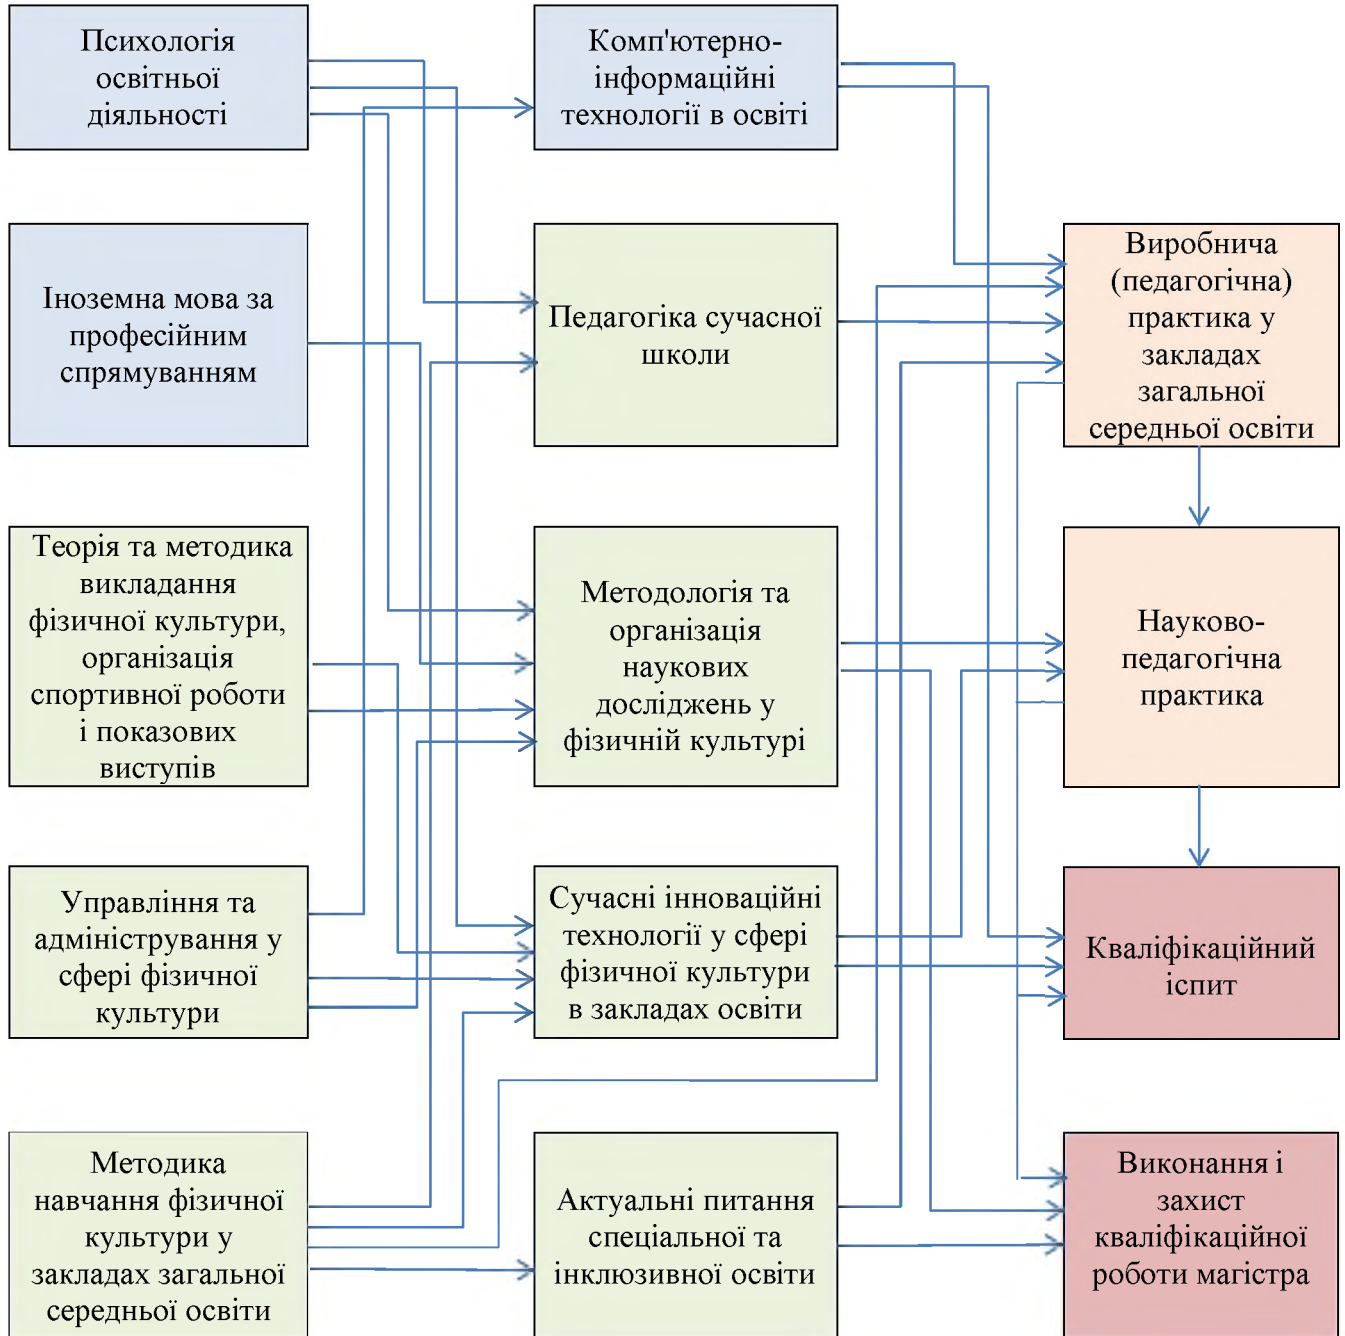 Психологія
освітньої
діяльності
Комп'ютерно-
інформаційні
технології в освіті
Іноземна мова за
професійним
спрямуванням
Педагогіка сучасної
школи
Виробнича
(педагогічна)
практика у
закладах
загальної
середньої освіти
Теорія та методика
викладання
фізичної культури,
організація
спортивної роботи
і показових
виступів
Методологія та
організація
наукових
досліджень у
фізичній культурі
Науково-
педагогічна
практика
Управління та
адміністрування у
сфері фізичної
культури
Сучасні інноваційні
технології у сфері
фізичної культури
в закладах освіти
Кваліфікаційний
іспит
Методика
навчання фізичної
культури у
закладах загальної
середньої освіти
Актуальні питання
спеціальної та
інклюзивної освіти
Виконання і
захист
кваліфікаційної
роботи магістра